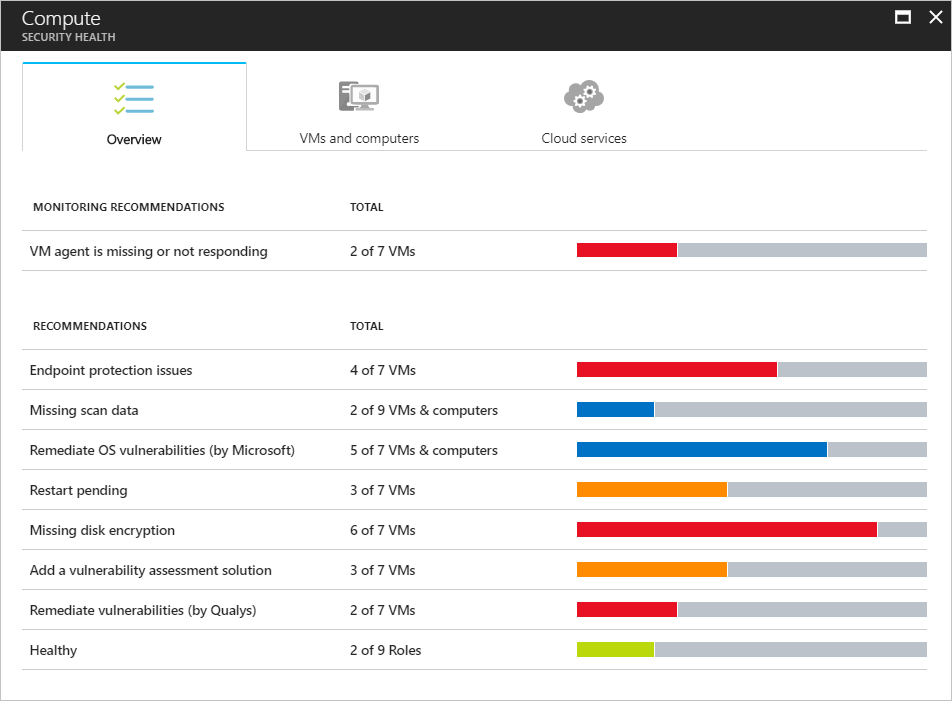 Compute
SECURITY HEALTH
Overview
VMs and computers
Cloud services
MONITORING RECOMMENDATIONS TOTAL
VM agent is missing or not responding 2 of 7 VMs
RECOMMENDATIONS TOTAL
Endpoint protection issues 4 of 7 VMs
Missing scan data 2 of 9 VMs & computers
Remediate OS vulnerabilities (by Microsoft) 5 of 7 VMs & computers
Restart pending 3 of 7 VMs
Missing disk encryption 6 of 7 VMs
Add a vulnerability assessment solution 3 of 7 VMs
Remediate vulnerabilities (by Qualys) 2 of 7 VMs
Healthy 2 of 9 Roles